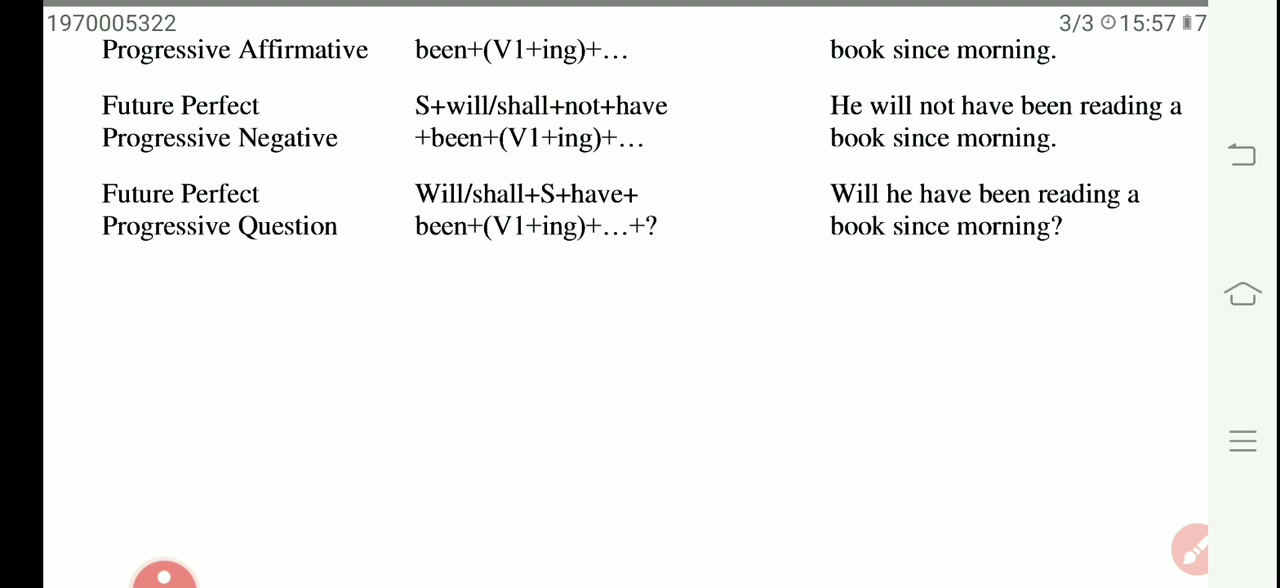 1970005322 3/3 15:57 7
Progressive Affirmative been+(V1+ing)+… book since morning.
Future Perfect S+will/shall+not+have He will not have been reading a
Progressive Negative +been+(V1+ing)+… book since morning.
Future Perfect Will/shall+S+have+ Will he have been reading a
Progressive Question been+(V1+ing)+…+? book since morning?